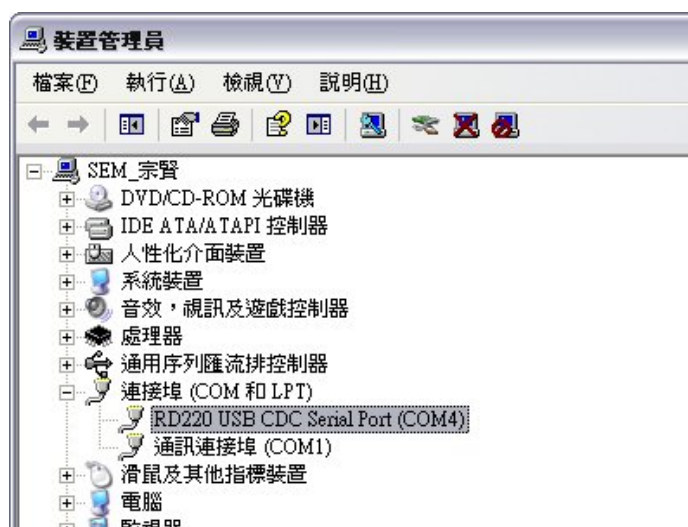 裝置管理員
檔案(F) 執行(A) 檢視(V) 說明(H)
SEM_宗賢
DVD/CD-ROM 光碟機
IDE ATA/ATAPI 控制器
人性化介面裝置
系統裝置
音效，視訊及遊戲控制器
處理器
通用序列匯流排控制器
連接埠 (COM 和 LPT)
RD220 USB CDC Serial Port (COM4)
通訊連接埠 (COM1)
滑鼠及其他指標裝置
電腦
監視器